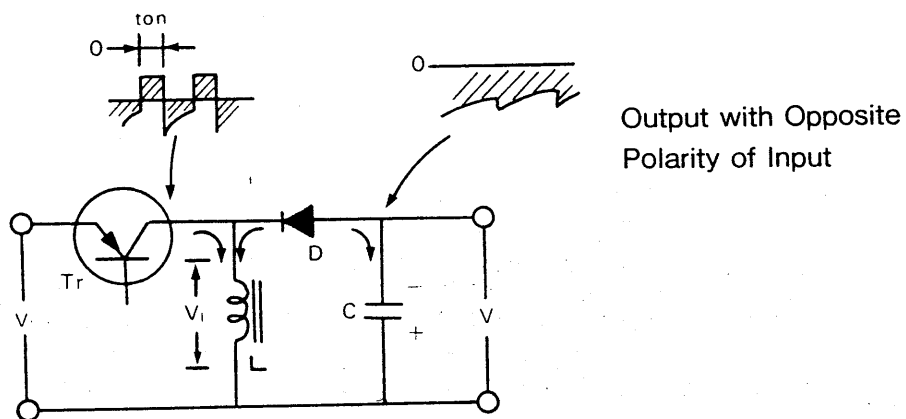 ton
0
0
Output with Opposite
Polarity of Input
Tr
D
V
V₁
L
C
−
+
V